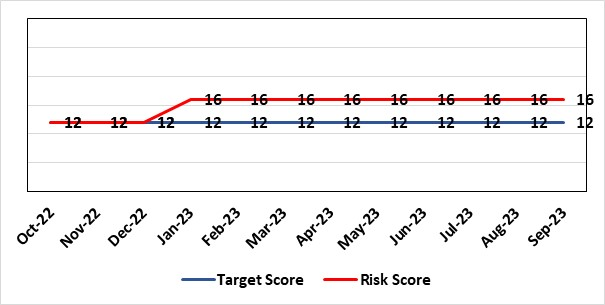 16 16 16 16 16 16 16 16 16
12 12 12 12 12 12 12 12 12 12 12 12
Oct-22 Nov-22 Dec-22 Jan-23 Feb-23 Mar-23 Apr-23 May-23 Jun-23 Jul-23 Aug-23 Sep-23
Target Score Risk Score